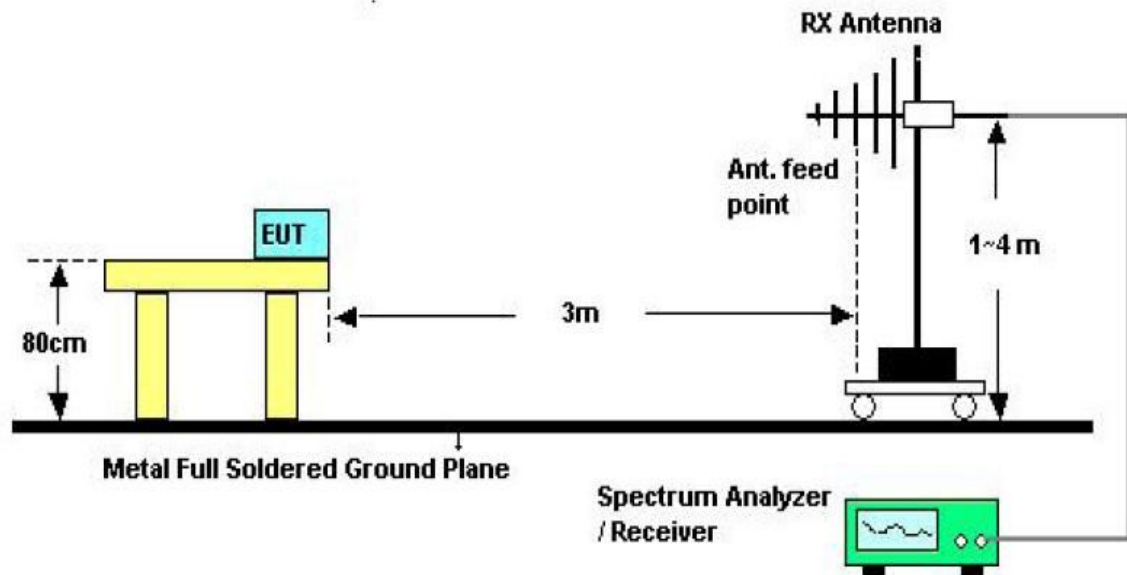 RX Antenna
Ant. feed
point
EUT
1~4 m
3m
80cm
Metal Full Soldered Ground Plane
Spectrum Analyzer
/ Receiver